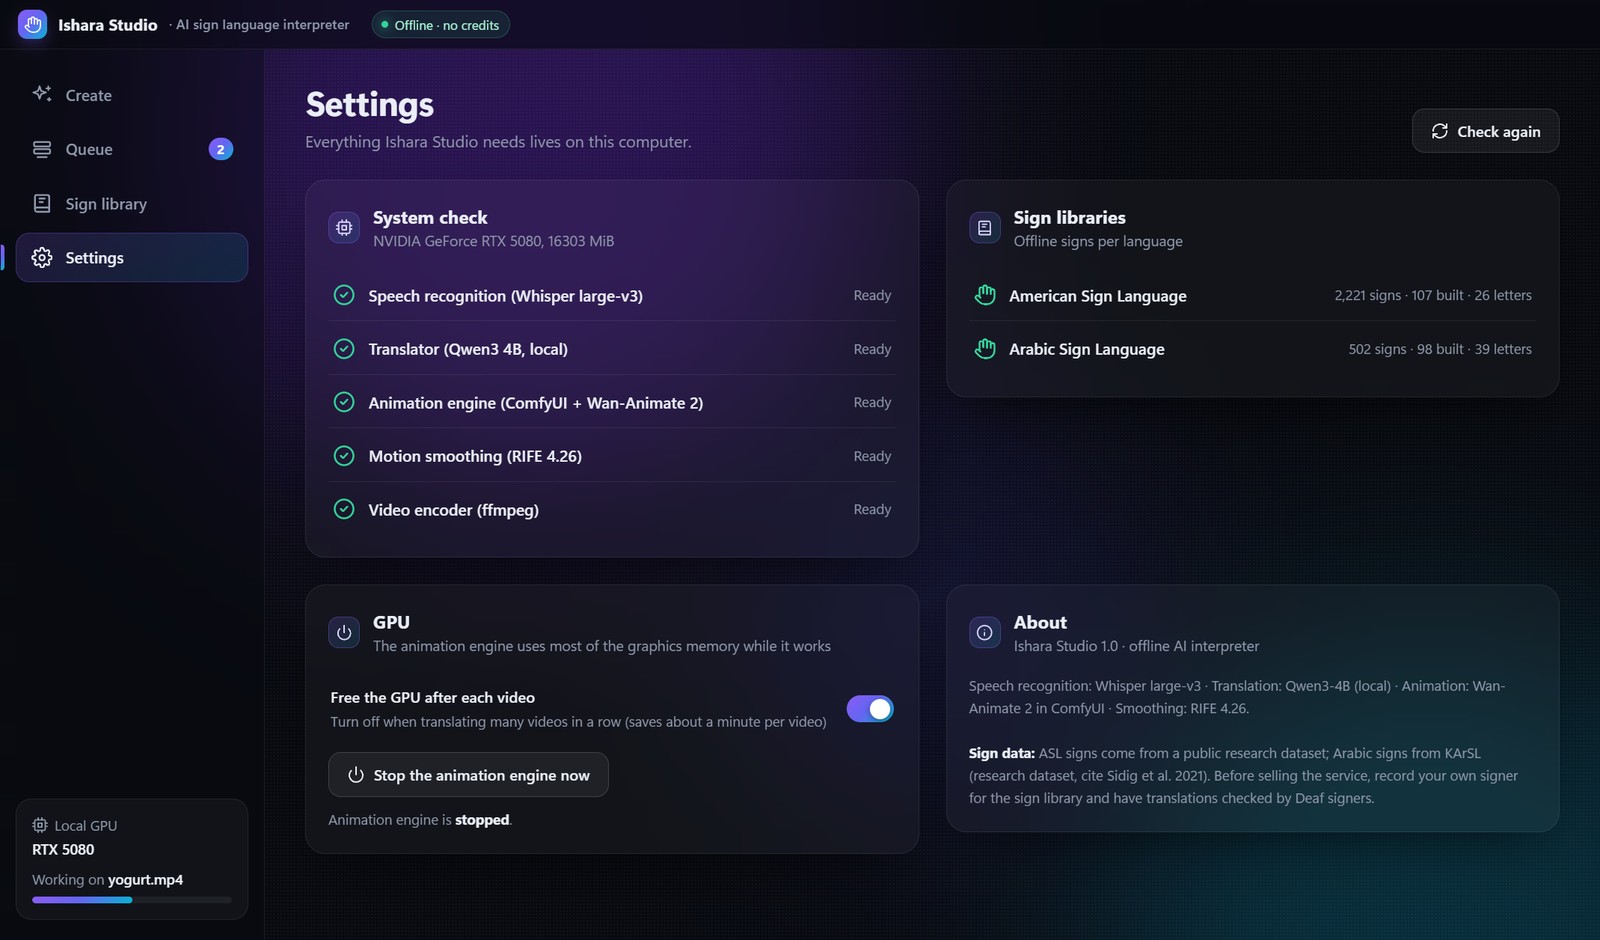 Ishara Studio · AI sign language interpreter Offline · no credits
Create
Queue 2
Sign library
Settings
Local GPU
RTX 5080
Working on yogurt.mp4
Settings
Everything Ishara Studio needs lives on this computer.
Check again
System check
NVIDIA GeForce RTX 5080, 16303 MiB
Speech recognition (Whisper large-v3) Ready
Translator (Qwen3 4B, local) Ready
Animation engine (ComfyUI + Wan-Animate 2) Ready
Motion smoothing (RIFE 4.26) Ready
Video encoder (ffmpeg) Ready
Sign libraries
Offline signs per language
American Sign Language 2,221 signs · 107 built · 26 letters
Arabic Sign Language 502 signs · 98 built · 39 letters
GPU
The animation engine uses most of the graphics memory while it works
Free the GPU after each video
Turn off when translating many videos in a row (saves about a minute per video)
Stop the animation engine now
Animation engine is stopped.
About
Ishara Studio 1.0 · offline AI interpreter
Speech recognition: Whisper large-v3 · Translation: Qwen3-4B (local) · Animation: Wan-
Animate 2 in ComfyUI · Smoothing: RIFE 4.26.
Sign data: ASL signs come from a public research dataset; Arabic signs from KArSL
(research dataset, cite Sidig et al. 2021). Before selling the service, record your own signer
for the sign library and have translations checked by Deaf signers.